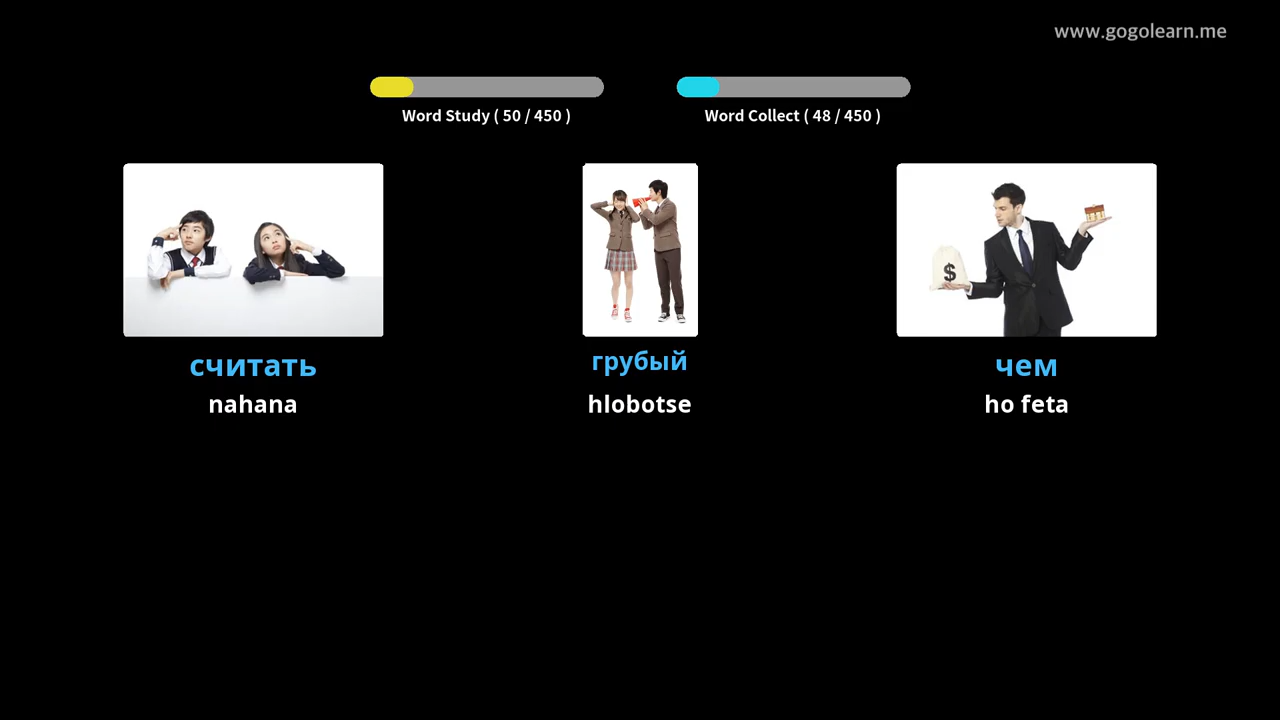 www.gogolearn.me
Word Study ( 50 / 450 )
Word Collect ( 48 / 450 )
$
считать
грубый
чем
nahana
hlobotse
ho feta